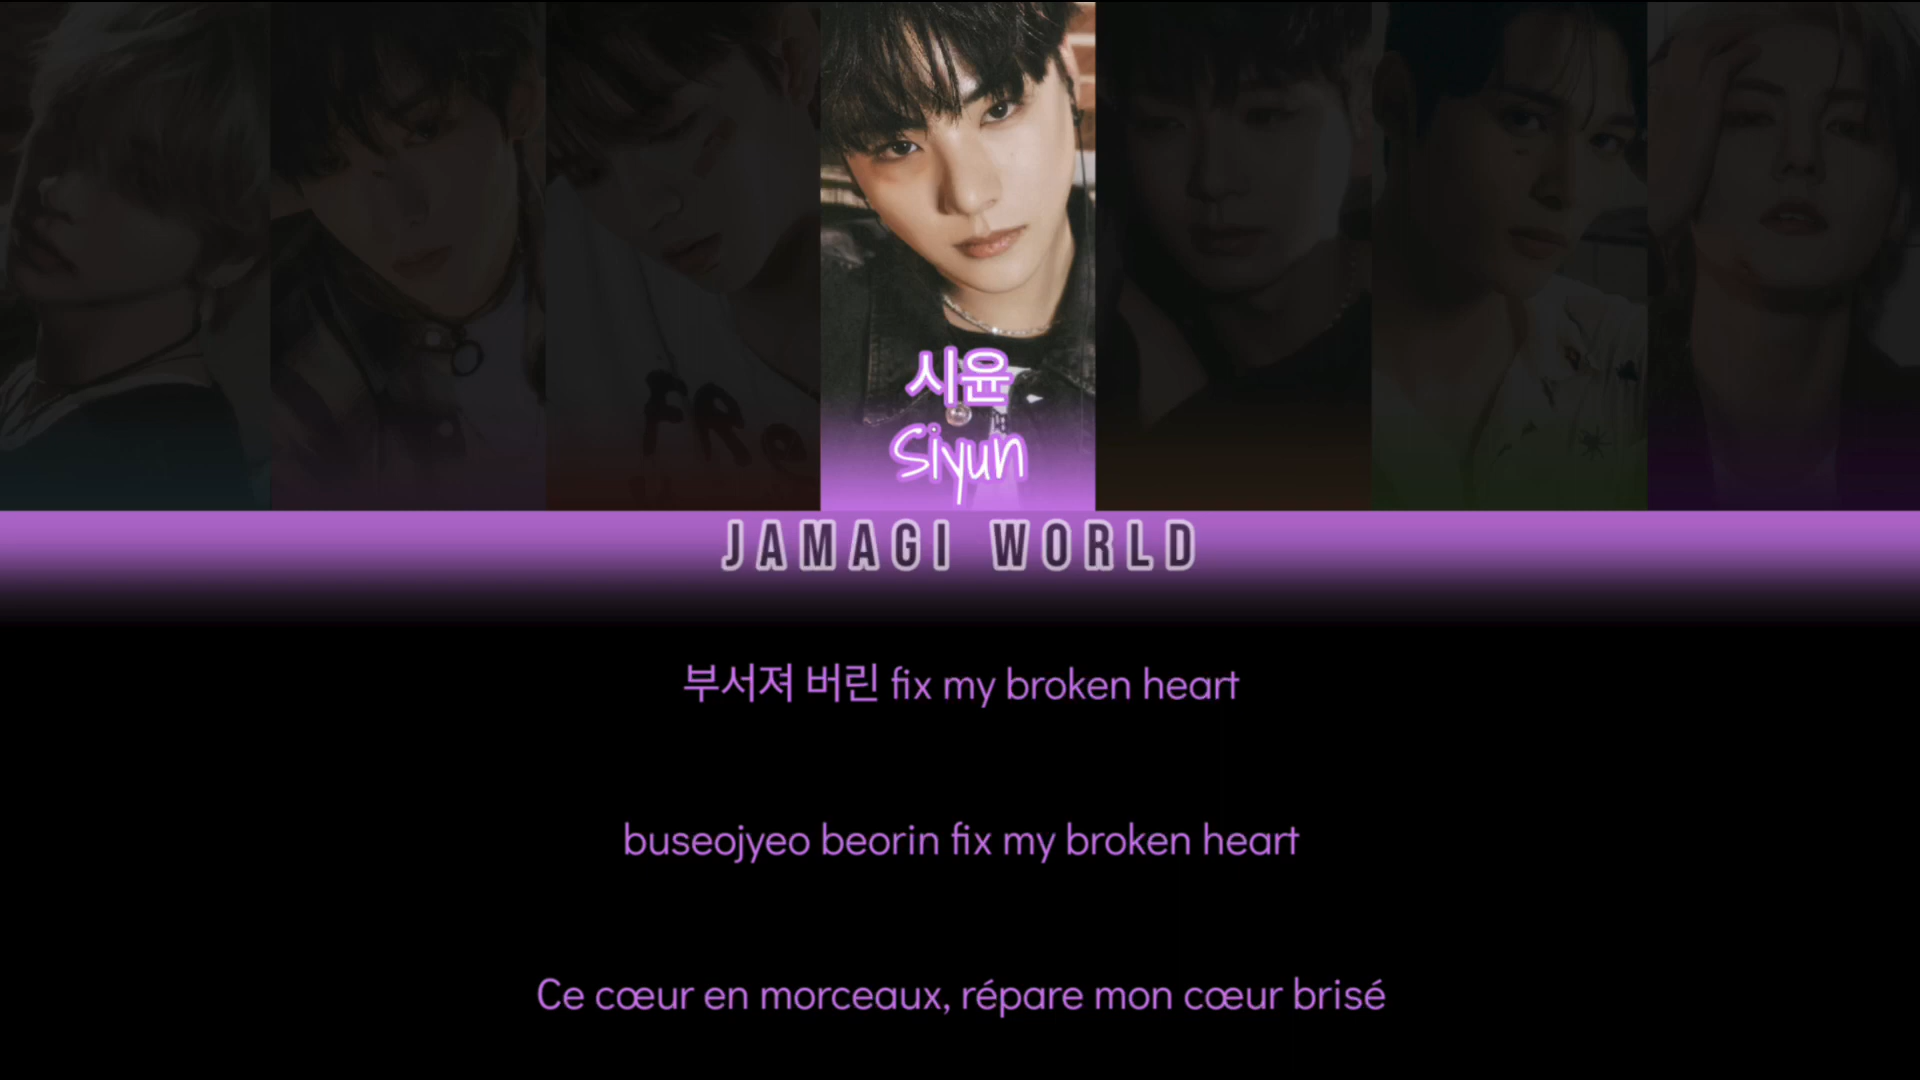 시윤
Siyun
JAMAGI WORLD
부서져 버린 fix my broken heart
buseojyeo beorin fix my broken heart
Ce cœur en morceaux, répare mon cœur brisé